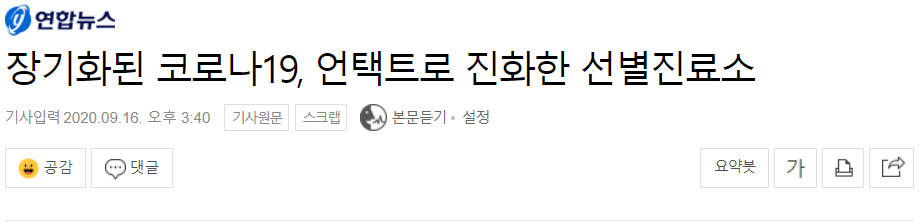 연합뉴스
장기화된 코로나19, 언택트로 진화한 선별진료소
기사입력 2020.09.16. 오후 3:40 기사원문 스크랩 본문듣기 설정
공감 댓글 요약봇 가